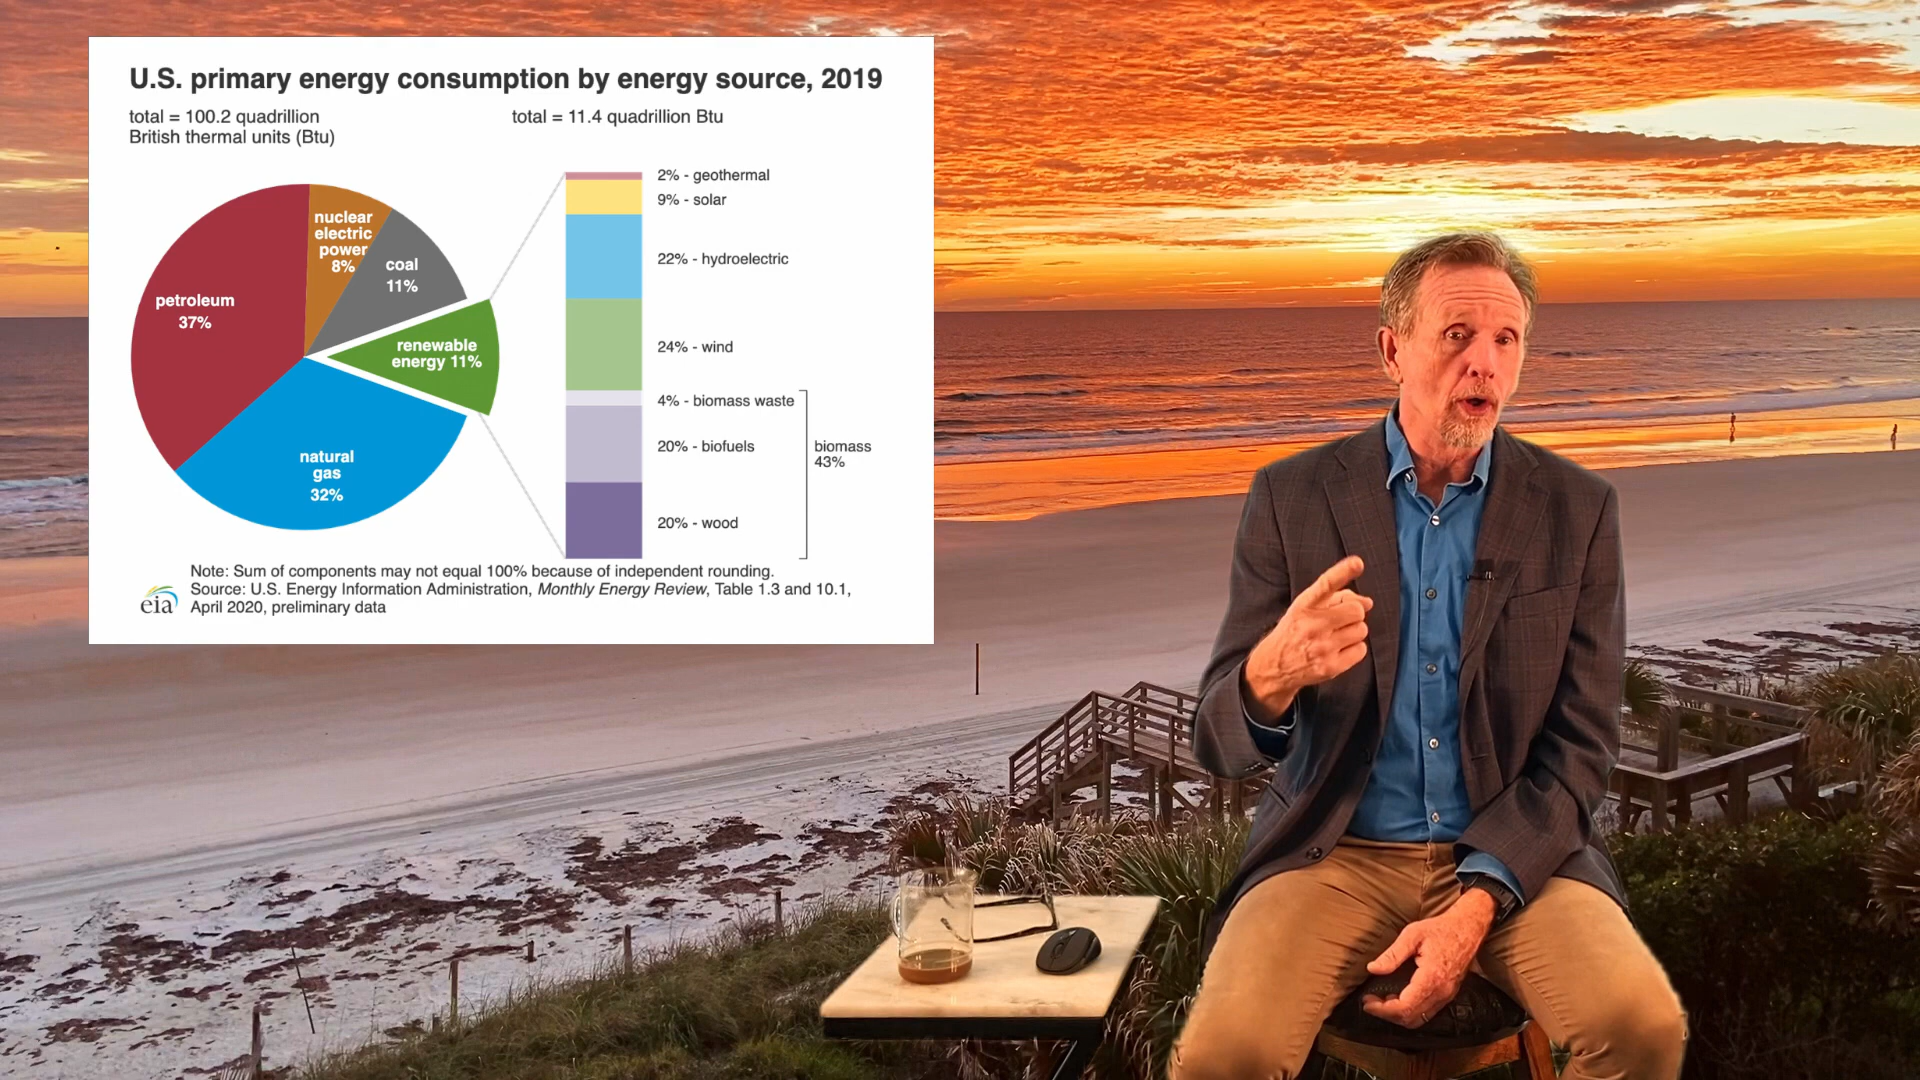 U.S. primary energy consumption by energy source, 2019
total = 100.2 quadrillion
British thermal units (Btu)
total = 11.4 quadrillion Btu
nuclear
electric
power
8%
coal
11%
petroleum
37%
renewable
energy 11%
natural
gas
32%
2% - geothermal
9% - solar
22% - hydroelectric
24% - wind
4% - biomass waste
20% - biofuels
20% - wood
biomass
43%
Note: Sum of components may not equal 100% because of independent rounding.
Source: U.S. Energy Information Administration, Monthly Energy Review, Table 1.3 and 10.1,
April 2020, preliminary data
eia